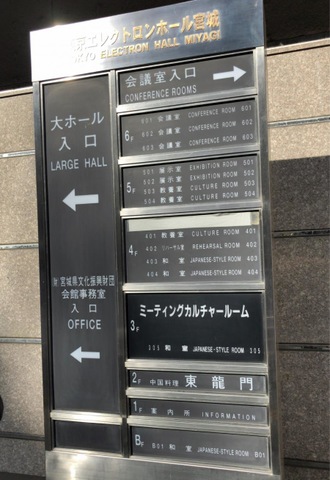 京エレクトロンホール宮城
KYO ELECTRON HALL MIYAGI
大ホール
入口
LARGE HALL
宮城県文化振興財団
会館事務室
入口
OFFICE
会議室入口
CONFERENCE ROOMS
6F
601 会議室 CONFERENCE ROOM 601
602 会議室 CONFERENCE ROOM 602
603 会議室 CONFERENCE ROOM 603
5F
501 展示室 EXHIBITION ROOM 501
502 展示室 EXHIBITION ROOM 502
503 教養室 CULTURE ROOM 503
504 教養室 CULTURE ROOM 504
4F
401 教養室 CULTURE ROOM 401
402 リハーサル室 REHEARSAL ROOM 402
403 和室 JAPANESE-STYLE ROOM 403
404 和室 JAPANESE-STYLE ROOM 404
3F
ミーティングカルチャールーム
305 和室 JAPANESE-STYLE ROOM 305
2F 中国料理 東龍門
1F 案内所 INFORMATION
BF B01 和室 JAPANESE-STYLE ROOM B01